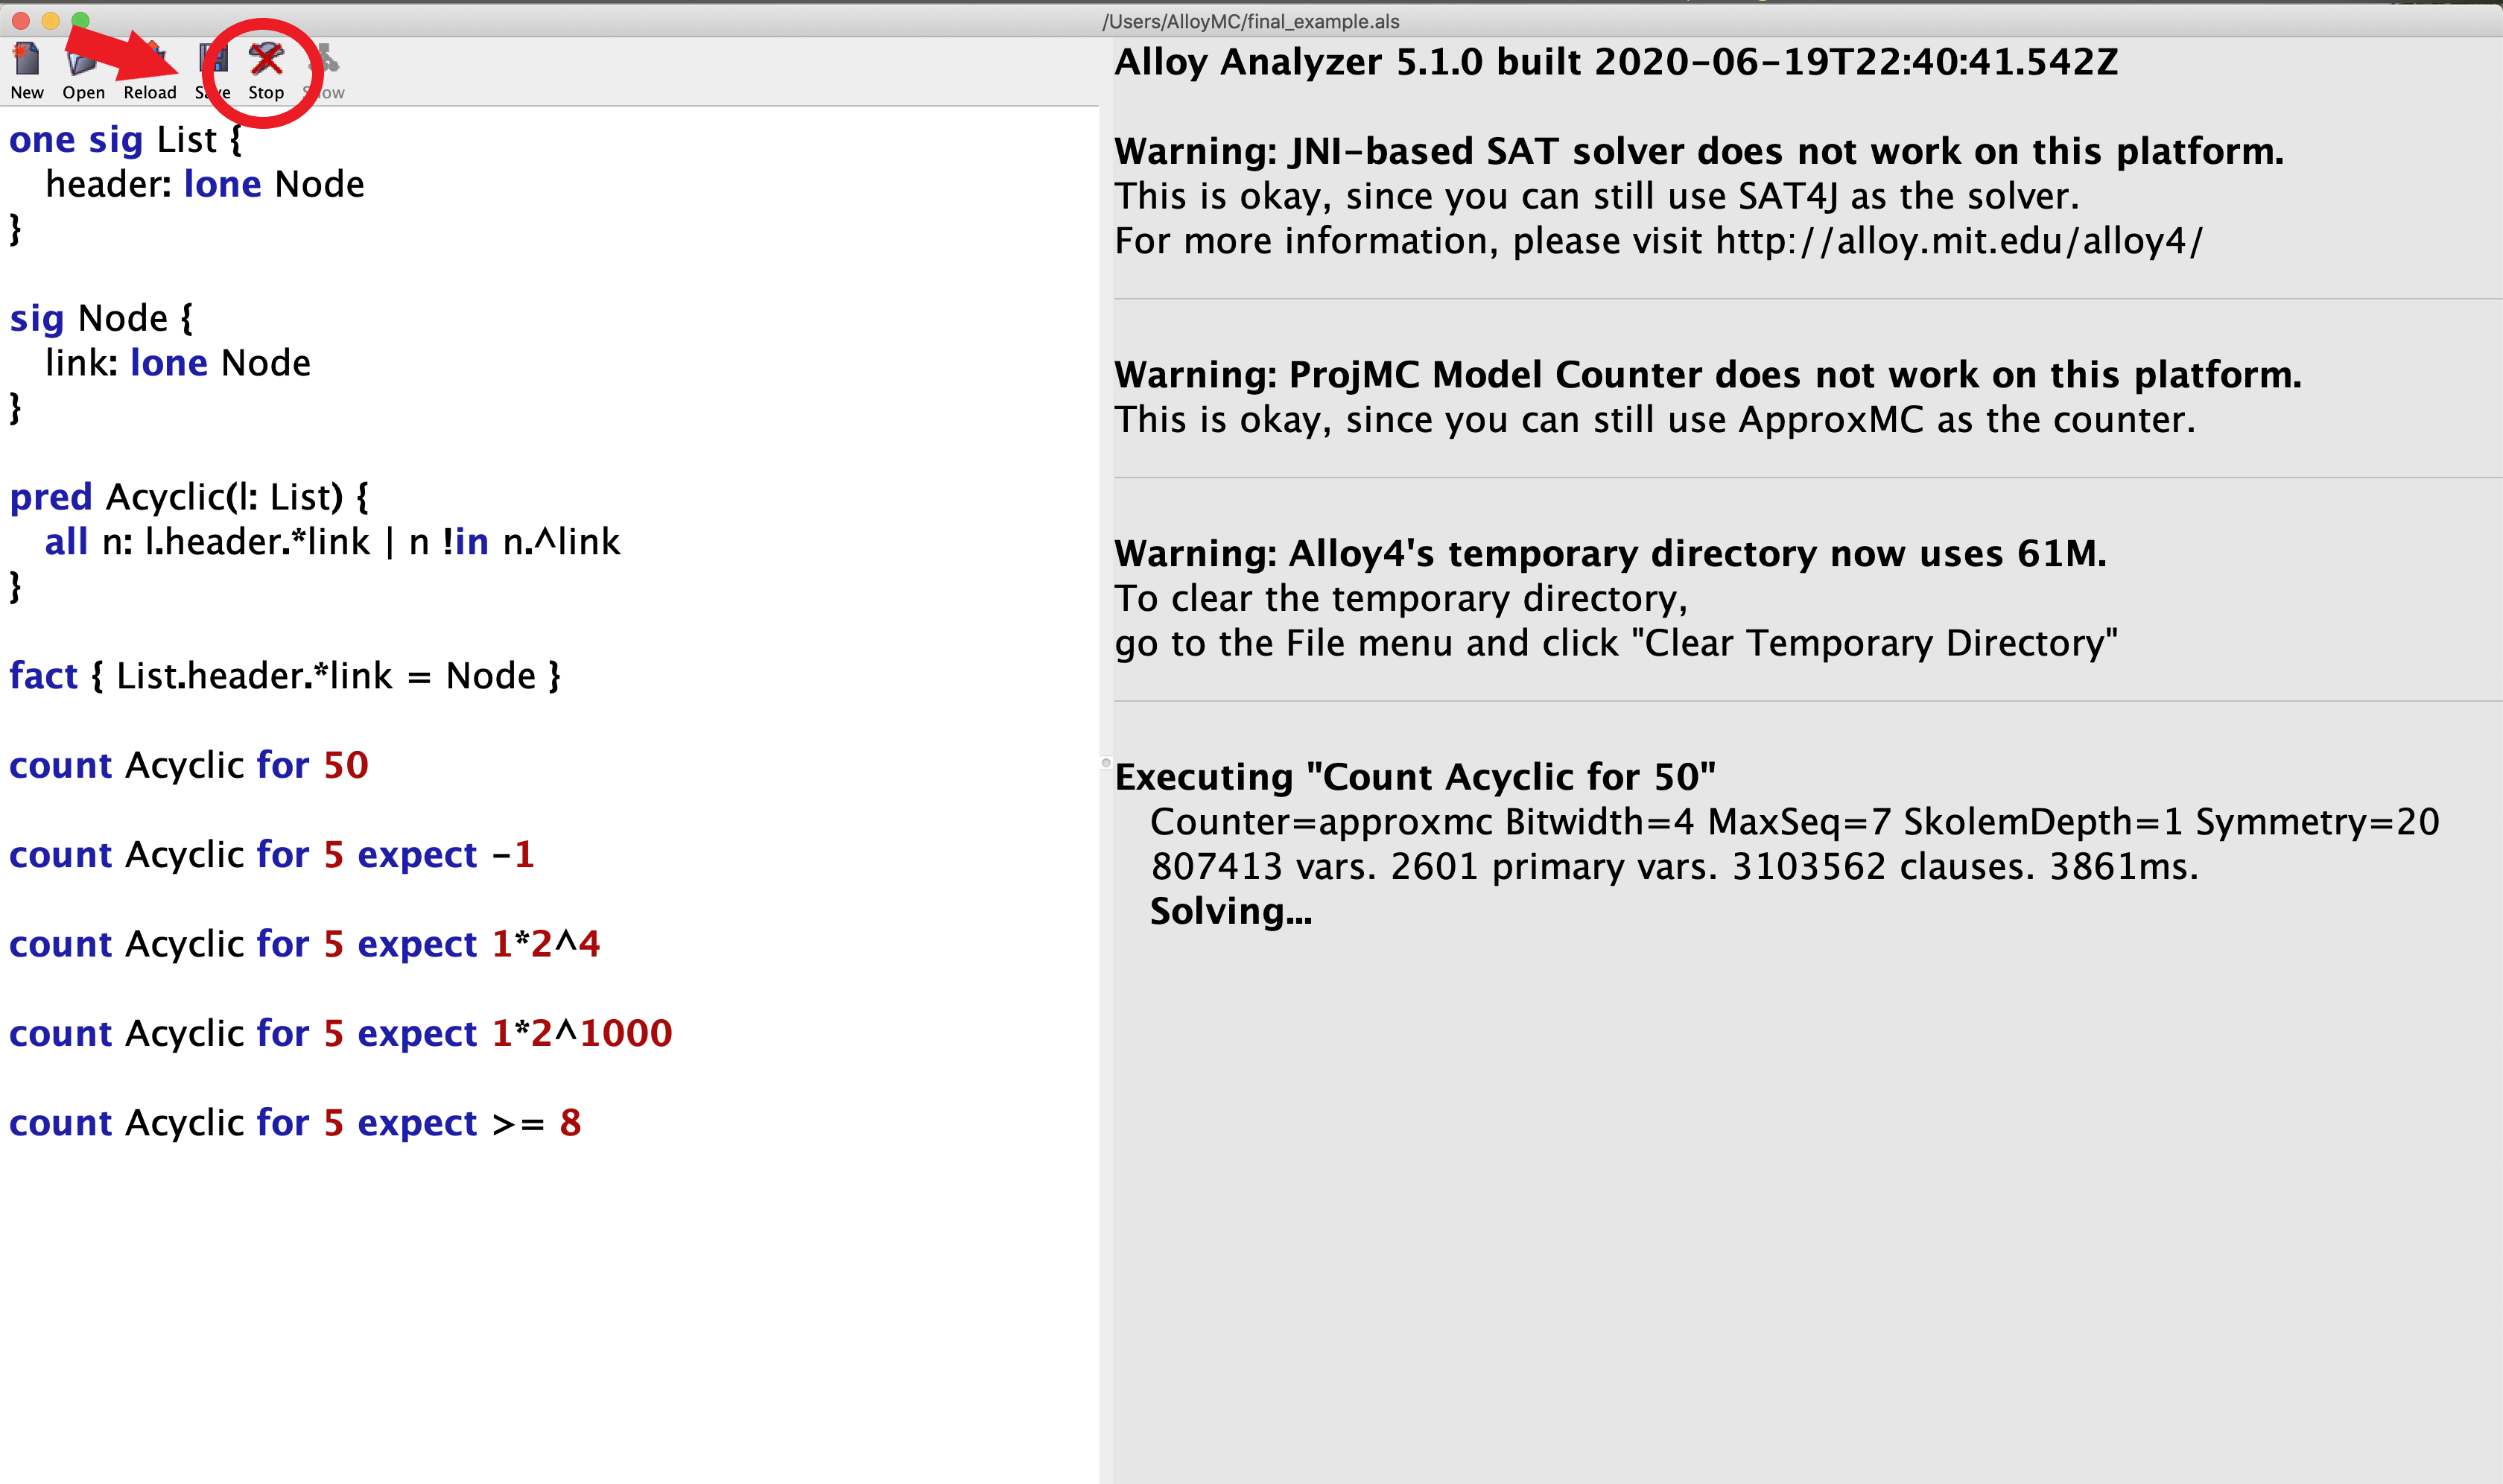 /Users/AlloyMC/final_example.als
New Open Reload Save Stop Show
one sig List {
header: lone Node
}
sig Node {
link: lone Node
}
pred Acyclic(l: List) {
all n: l.header.*link | n !in n.^link
}
fact { List.header.*link = Node }
count Acyclic for 50
count Acyclic for 5 expect -1
count Acyclic for 5 expect 1*2^4
count Acyclic for 5 expect 1*2^1000
count Acyclic for 5 expect >= 8
Alloy Analyzer 5.1.0 built 2020-06-19T22:40:41.542Z
Warning: JNI-based SAT solver does not work on this platform.
This is okay, since you can still use SAT4J as the solver.
For more information, please visit http://alloy.mit.edu/alloy4/
Warning: ProjMC Model Counter does not work on this platform.
This is okay, since you can still use ApproxMC as the counter.
Warning: Alloy4's temporary directory now uses 61M.
To clear the temporary directory,
go to the File menu and click "Clear Temporary Directory"
Executing "Count Acyclic for 50"
Counter=approxmc Bitwidth=4 MaxSeq=7 SkolemDepth=1 Symmetry=20
807413 vars. 2601 primary vars. 3103562 clauses. 3861ms.
Solving...